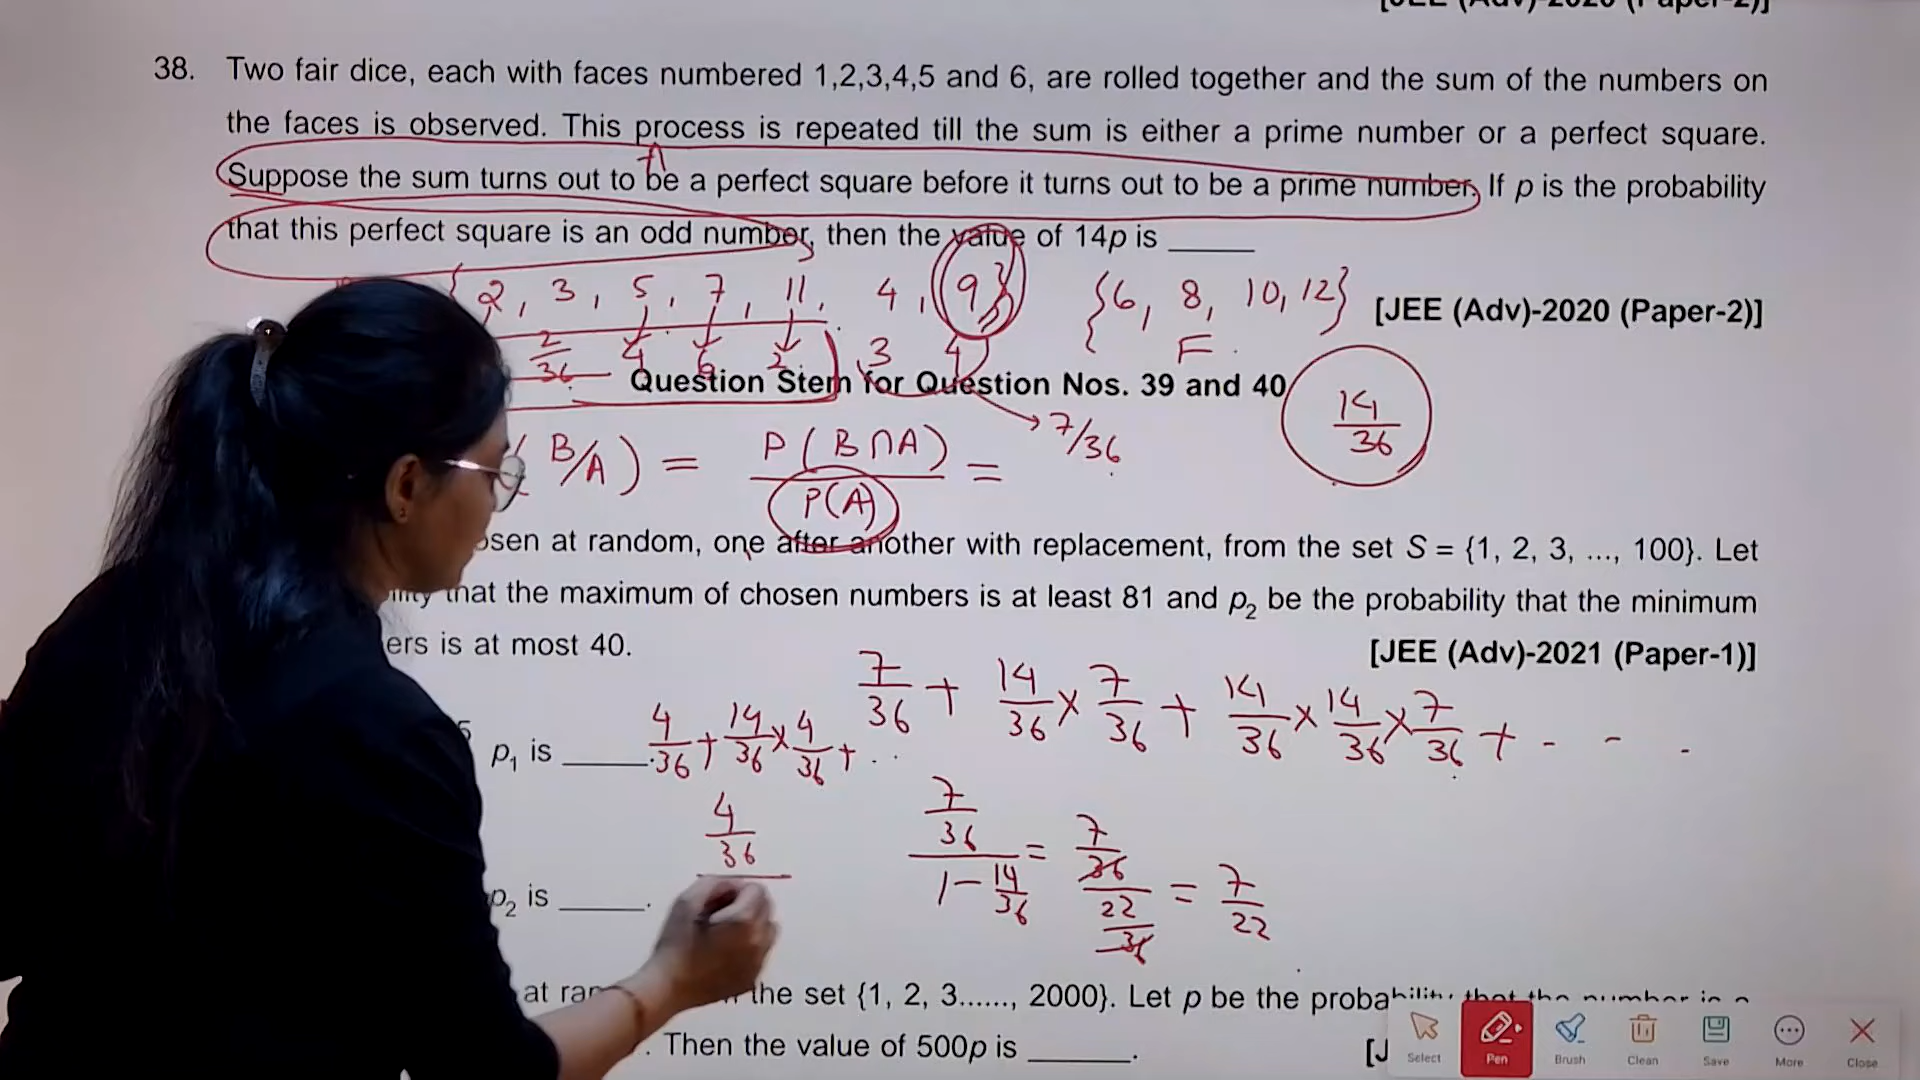 [JEE (Adv)-2020 (Paper-2)]
38. Two fair dice, each with faces numbered 1,2,3,4,5 and 6, are rolled together and the sum of the numbers on
the faces is observed. This process is repeated till the sum is either a prime number or a perfect square.
A
Suppose the sum turns out to be a perfect square before it turns out to be a prime number. If p is the probability
that this perfect square is an odd number, then the value of 14p is ______
{2, 3, 5, 7, 11, 4, 9} {6, 8, 10, 12}
[JEE (Adv)-2020 (Paper-2)]
2/36 4 6 2 3 4 F
Question Stem for Question Nos. 39 and 40
14/36
7/36
(B/A) = P(B∩A)/P(A) =
at random, one after another with replacement, from the set S = {1, 2, 3, ..., 100}. Let
that the maximum of chosen numbers is at least 81 and p2 be the probability that the minimum
is at most 40.
[JEE (Adv)-2021 (Paper-1)]
7/36 + 14/36 × 7/36 + 14/36 × 14/36 × 7/36 + - - -
p1 is ______. 4/36 + 14/36 × 4/36 + ..
4/36
7/36 / 1 - 14/36 = 7/36 / 22/36 = 7/22
p2 is ______.
at the set {1, 2, 3......, 2000}. Let p be the probability that the number is a
. Then the value of 500p is ______.
[J
Select Pen Brush Clean Save More Close